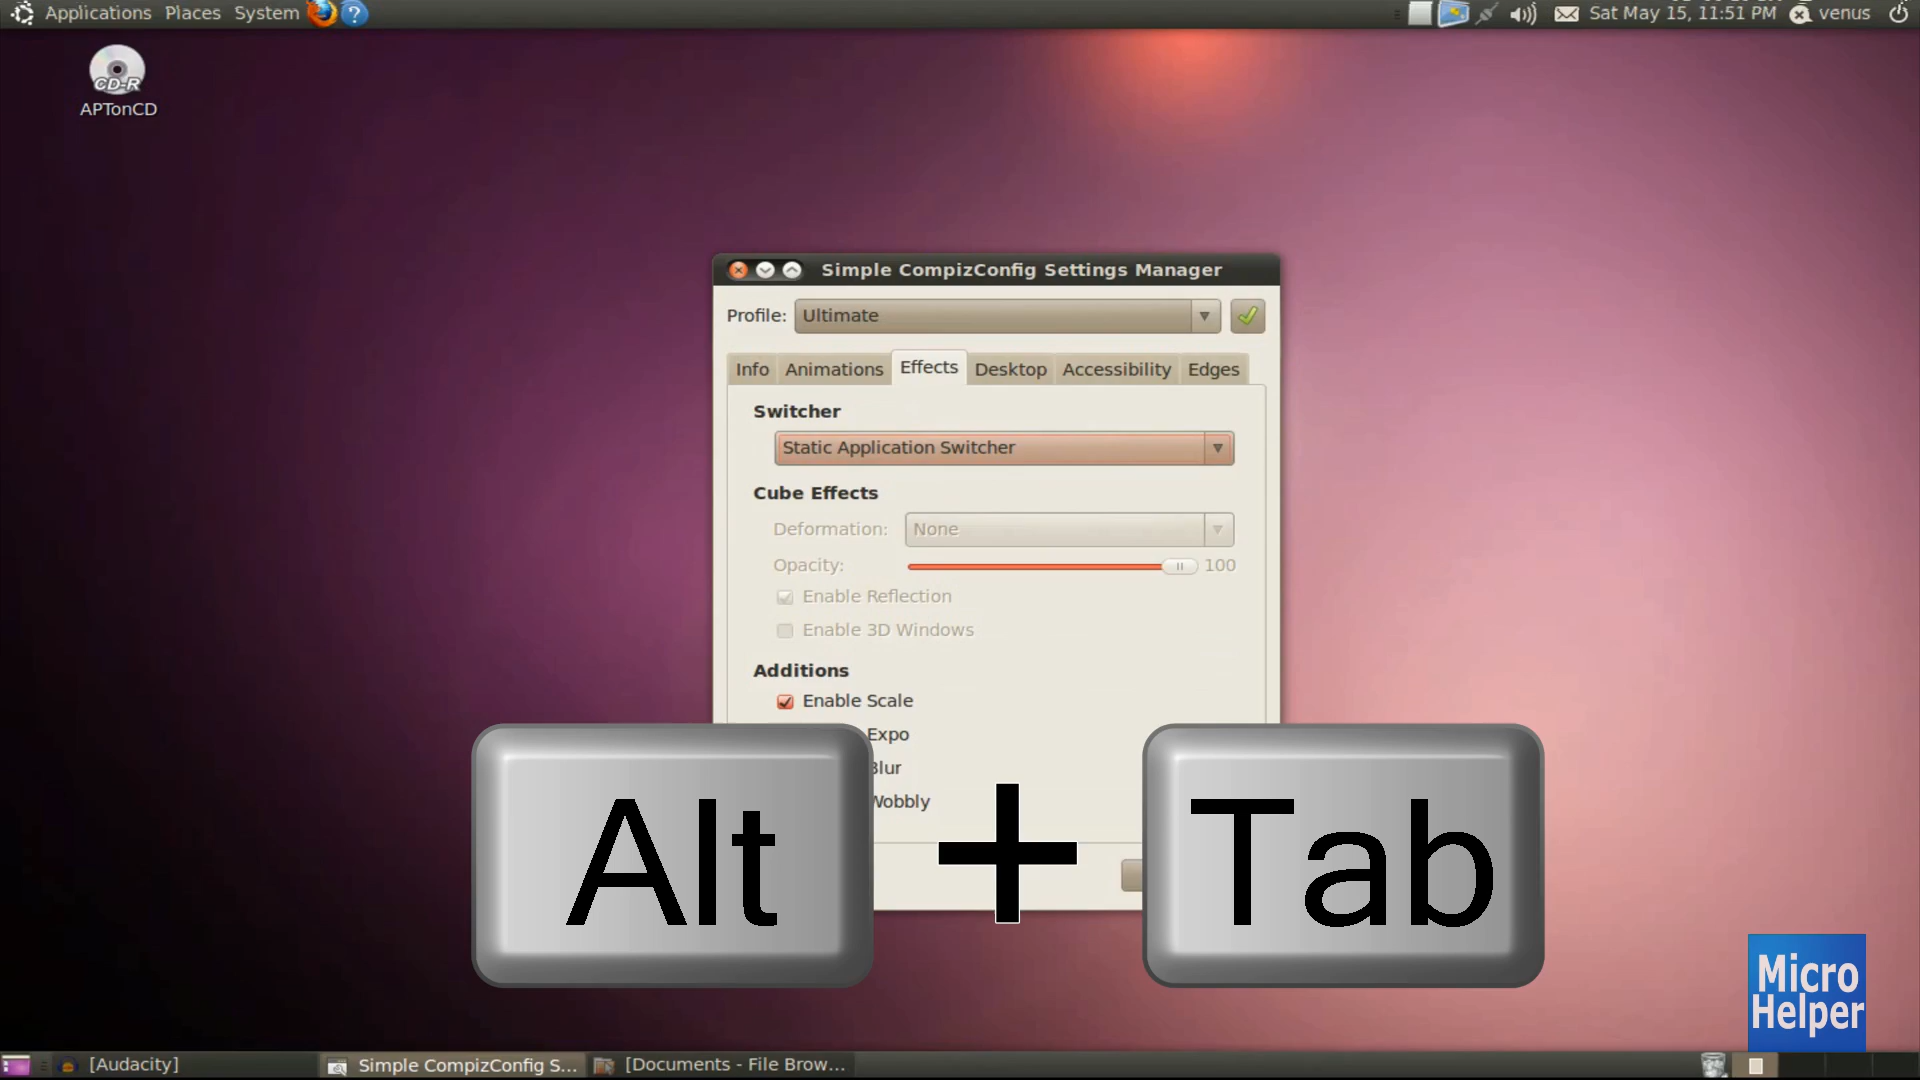 Applications Places System
Sat May 15, 11:51 PM venus
CD-R
APTonCD
Simple CompizConfig Settings Manager
Profile: Ultimate
Info Animations Effects Desktop Accessibility Edges
Switcher
Static Application Switcher
Cube Effects
Deformation: None
Opacity: 100
Enable Reflection
Enable 3D Windows
Additions
Enable Scale
Expo
Blur
Wobbly
Alt + Tab
Micro
Helper
[Audacity] Simple CompizConfig S... [Documents - File Brow...